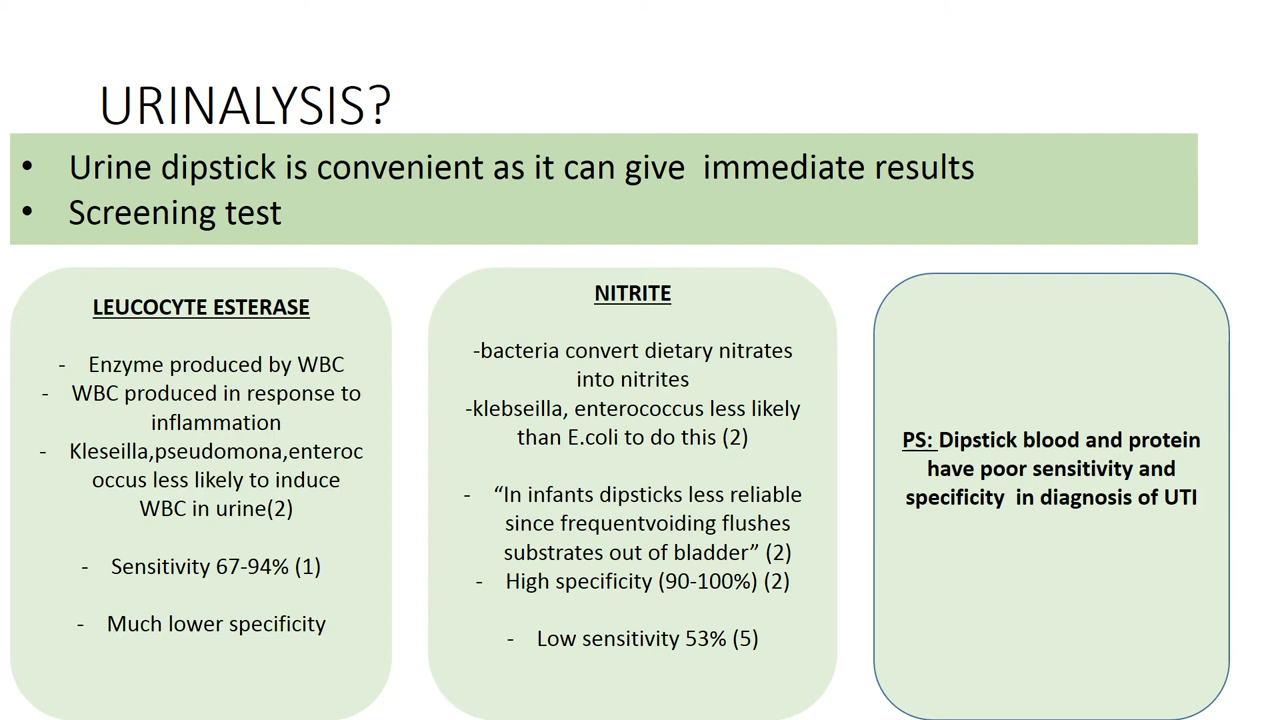 URINALYSIS?
• Urine dipstick is convenient as it can give  immediate results
• Screening test
LEUCOCYTE ESTERASE
- Enzyme produced by WBC
- WBC produced in response to
inflammation
- Kleseilla,pseudomona,enteroc
occus less likely to induce
WBC in urine(2)
- Sensitivity 67-94% (1)
- Much lower specificity
NITRITE
-bacteria convert dietary nitrates
into nitrites
-klebseilla, enterococcus less likely
than E.coli to do this (2)
- “In infants dipsticks less reliable
since frequentvoiding flushes
substrates out of bladder” (2)
- High specificity (90-100%) (2)
- Low sensitivity 53% (5)
PS: Dipstick blood and protein
have poor sensitivity and
specificity  in diagnosis of UTI